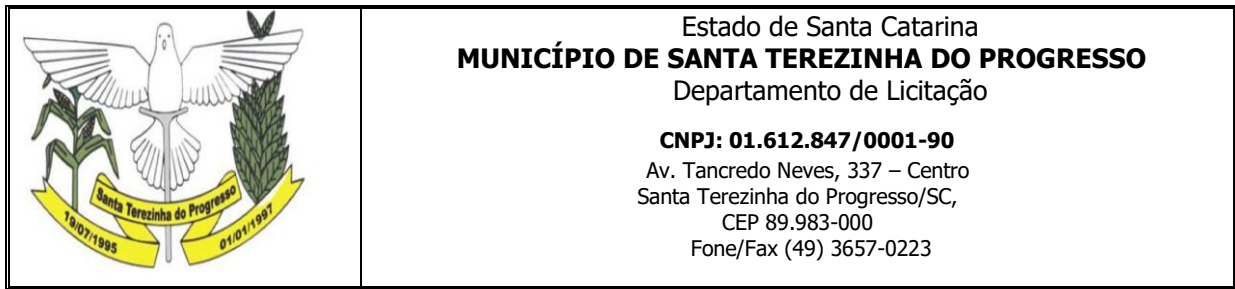 Santa Terezinha do Progresso
19/07/1995
01/01/1997
Estado de Santa Catarina
MUNICÍPIO DE SANTA TEREZINHA DO PROGRESSO
Departamento de Licitação
CNPJ: 01.612.847/0001-90
Av. Tancredo Neves, 337 – Centro
Santa Terezinha do Progresso/SC,
CEP 89.983-000
Fone/Fax (49) 3657-0223